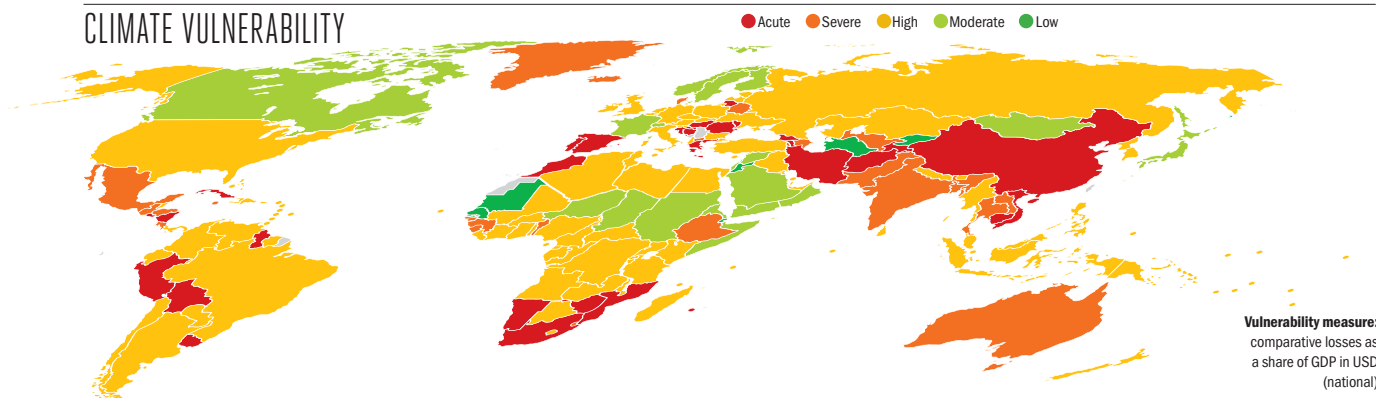 CLIMATE VULNERABILITY
Acute Severe High Moderate Low
Vulnerability measure:
comparative losses as
a share of GDP in USD
(national)